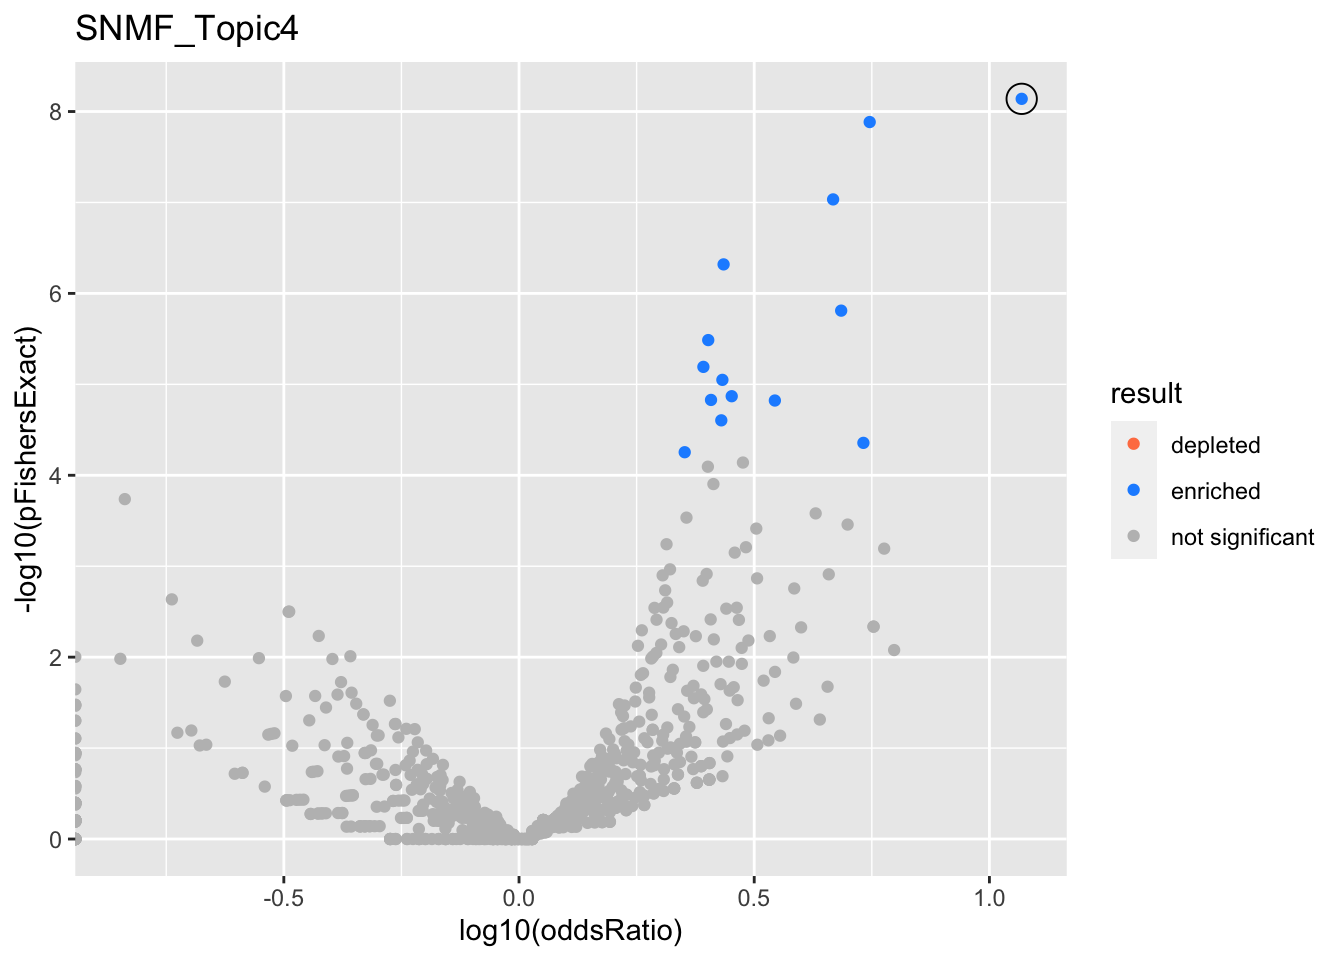 SNMF_Topic4
-log10(pFishersExact)
8
6
4
2
0
-0.5 0.0 0.5 1.0
log10(oddsRatio)
result
depleted
enriched
not significant